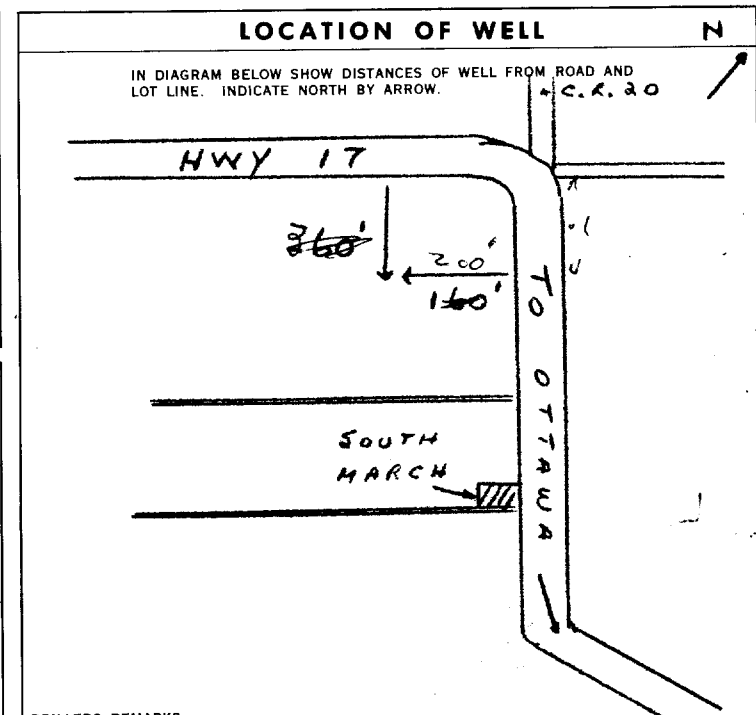 LOCATION OF WELL N
IN DIAGRAM BELOW SHOW DISTANCES OF WELL FROM ROAD AND
LOT LINE. INDICATE NORTH BY ARROW.
C.R. 20
HWY 17
360'
200'
160'
TO OTTAWA
SOUTH
MARCH